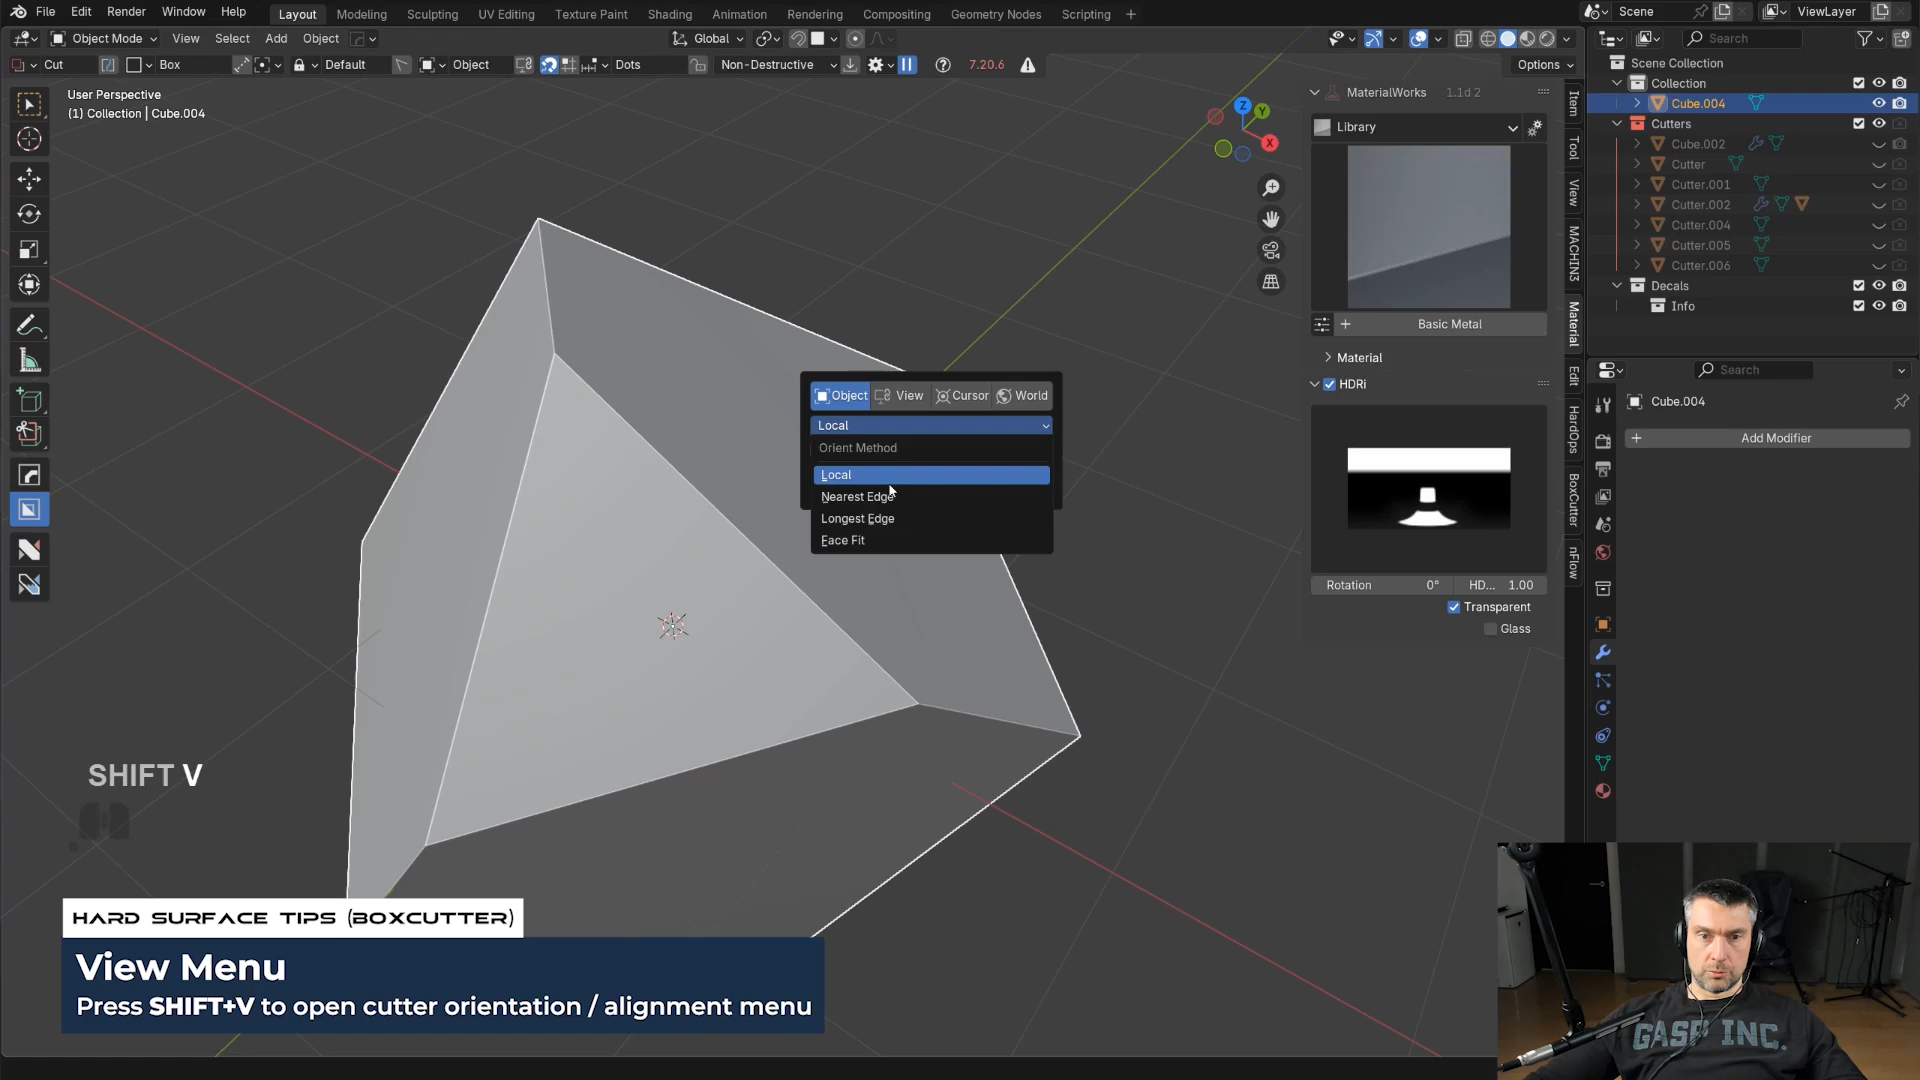 File Edit Render Window Help Layout Modeling Sculpting UV Editing Texture Paint Shading Animation Rendering Compositing Geometry Nodes Scripting + Scene ViewLayer
Object Mode View Select Add Object Global Search
Cut Box Default Object Dots Non-Destructive 7.20.6 Options
User Perspective
(1) Collection | Cube.004
Z
Y
X
MaterialWorks 1.1d 2
Library
Basic Metal
Material
HDRi
Rotation 0° HD... 1.00
Transparent
Glass
Item
Tool
View
MACHIN3
Material
Edit
HardOps
BoxCutter
nFlow
Scene Collection
Collection
Cube.004
Cutters
Cube.002
Cutter
Cutter.001
Cutter.002
Cutter.004
Cutter.005
Cutter.006
Decals
Info
Search
Cube.004
+ Add Modifier
Object View Cursor World
Local
Orient Method
Local
Nearest Edge
Longest Edge
Face Fit
SHIFT V
HARD SURFACE TIPS (BOXCUTTER)
View Menu
Press SHIFT+V to open cutter orientation / alignment menu
GASP INC.